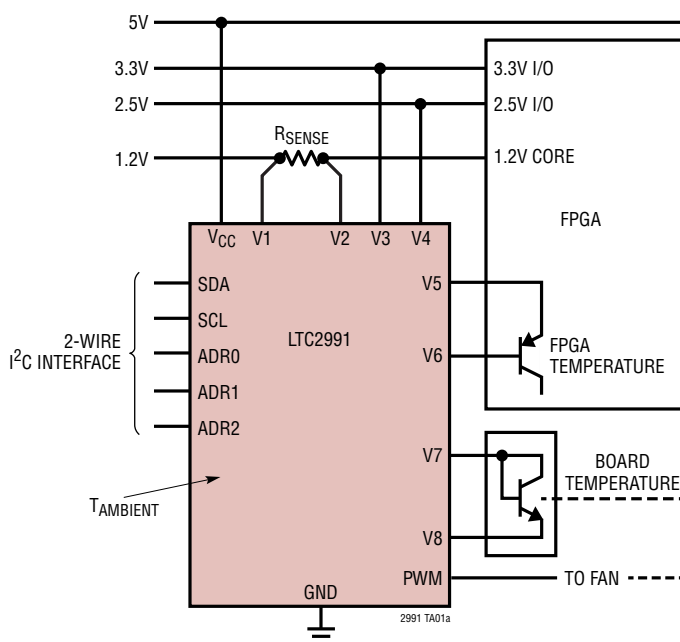 5V
3.3V
2.5V
1.2V
RSENSE
3.3V I/O
2.5V I/O
1.2V CORE
FPGA
VCC V1 V2 V3 V4
SDA
SCL
ADR0
ADR1
ADR2
2-WIRE
I2C INTERFACE
LTC2991
V5
V6
FPGA
TEMPERATURE
V7
V8
BOARD
TEMPERATURE
TAMBIENT
PWM
TO FAN
GND
2991 TA01a